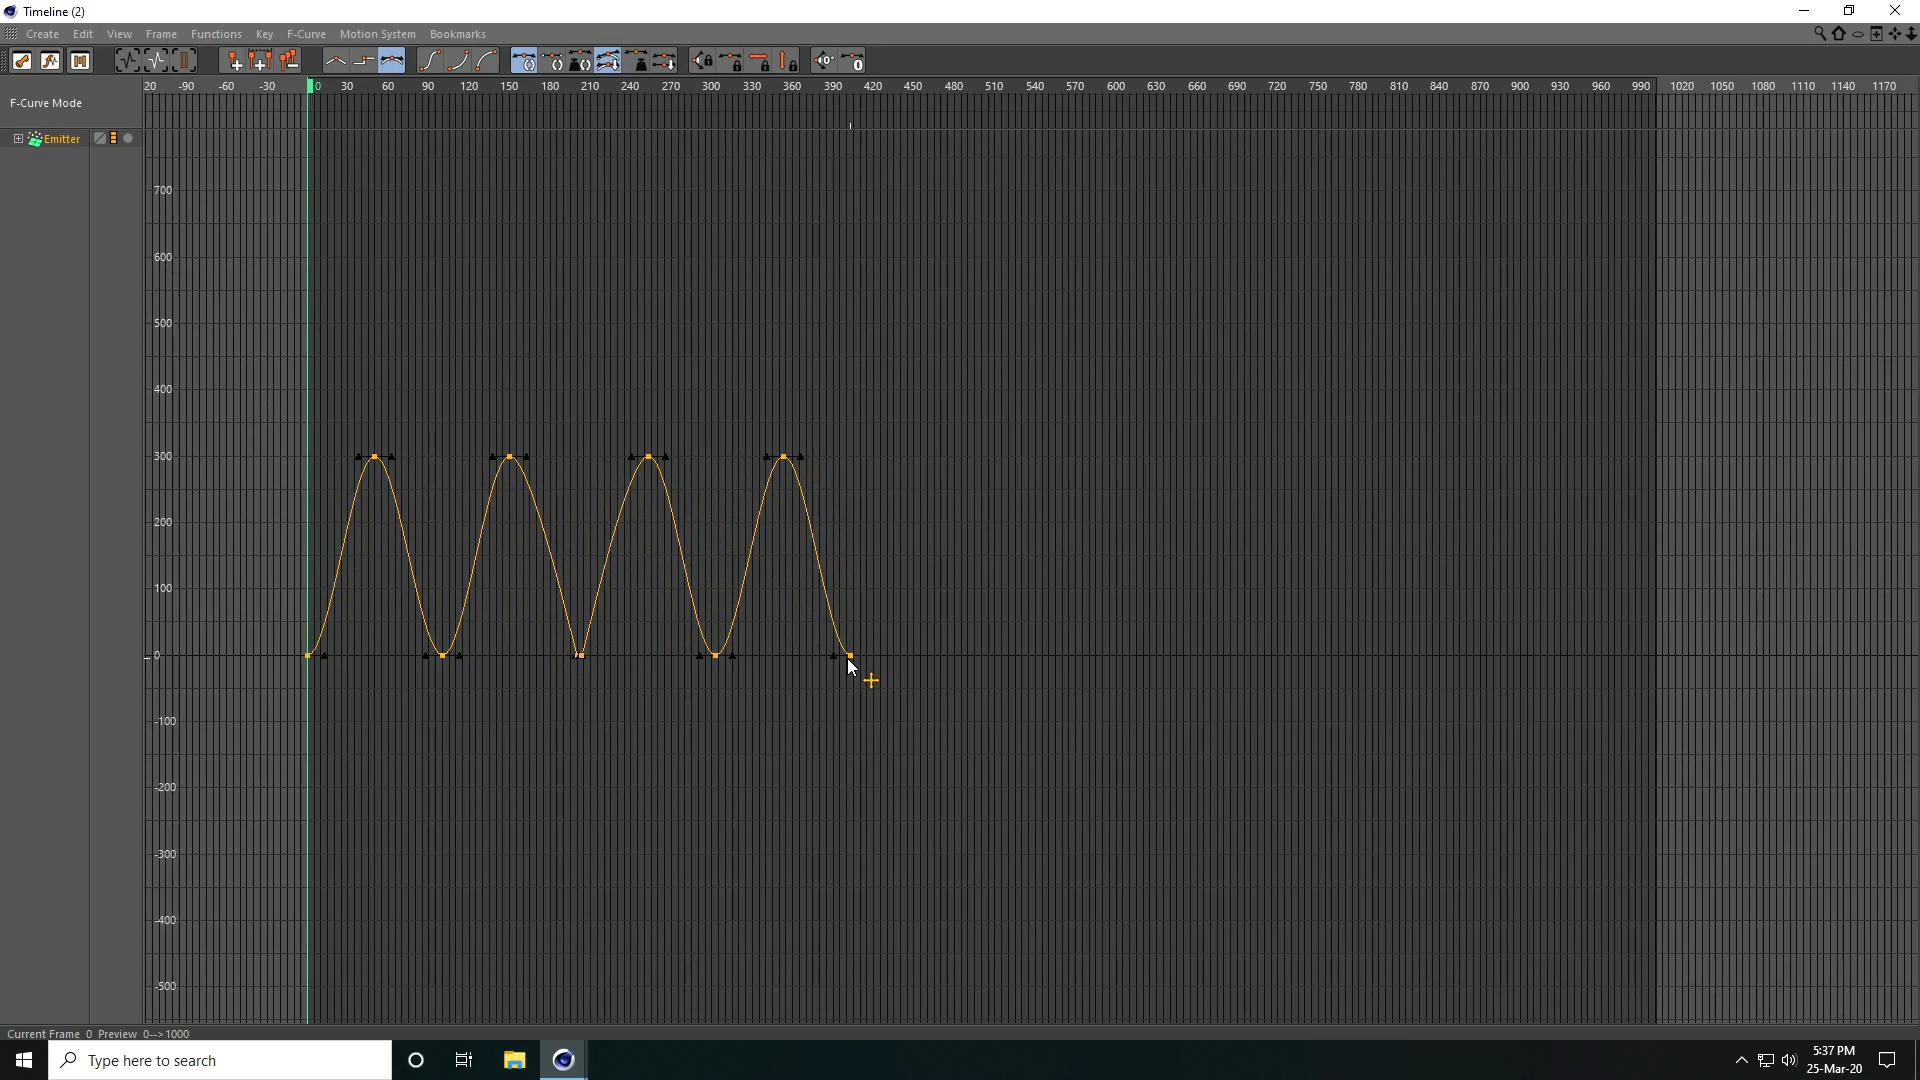 Timeline (2)
Create Edit View Frame Functions Key F-Curve Motion System Bookmarks
20 -90 -60 -30 0 30 60 90 120 150 180 210 240 270 300 330 360 390 420 450 480 510 540 570 600 630 660 690 720 750 780 810 840 870 900 930 960 990 1020 1050 1080 1110 1140 1170
F-Curve Mode
Emitter
700
600
500
400
300
200
100
0
-100
-200
-300
-400
-500
Current Frame 0 Preview 0-->1000
Type here to search
5:37 PM
25-Mar-20